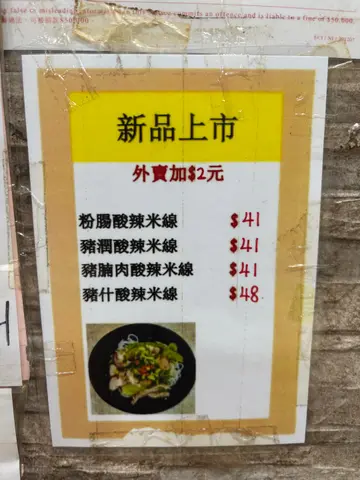 新品上市
外賣加$2元
粉腸酸辣米線 $41
豬潤酸辣米線 $41
豬腩肉酸辣米線 $41
豬什酸辣米線 $48